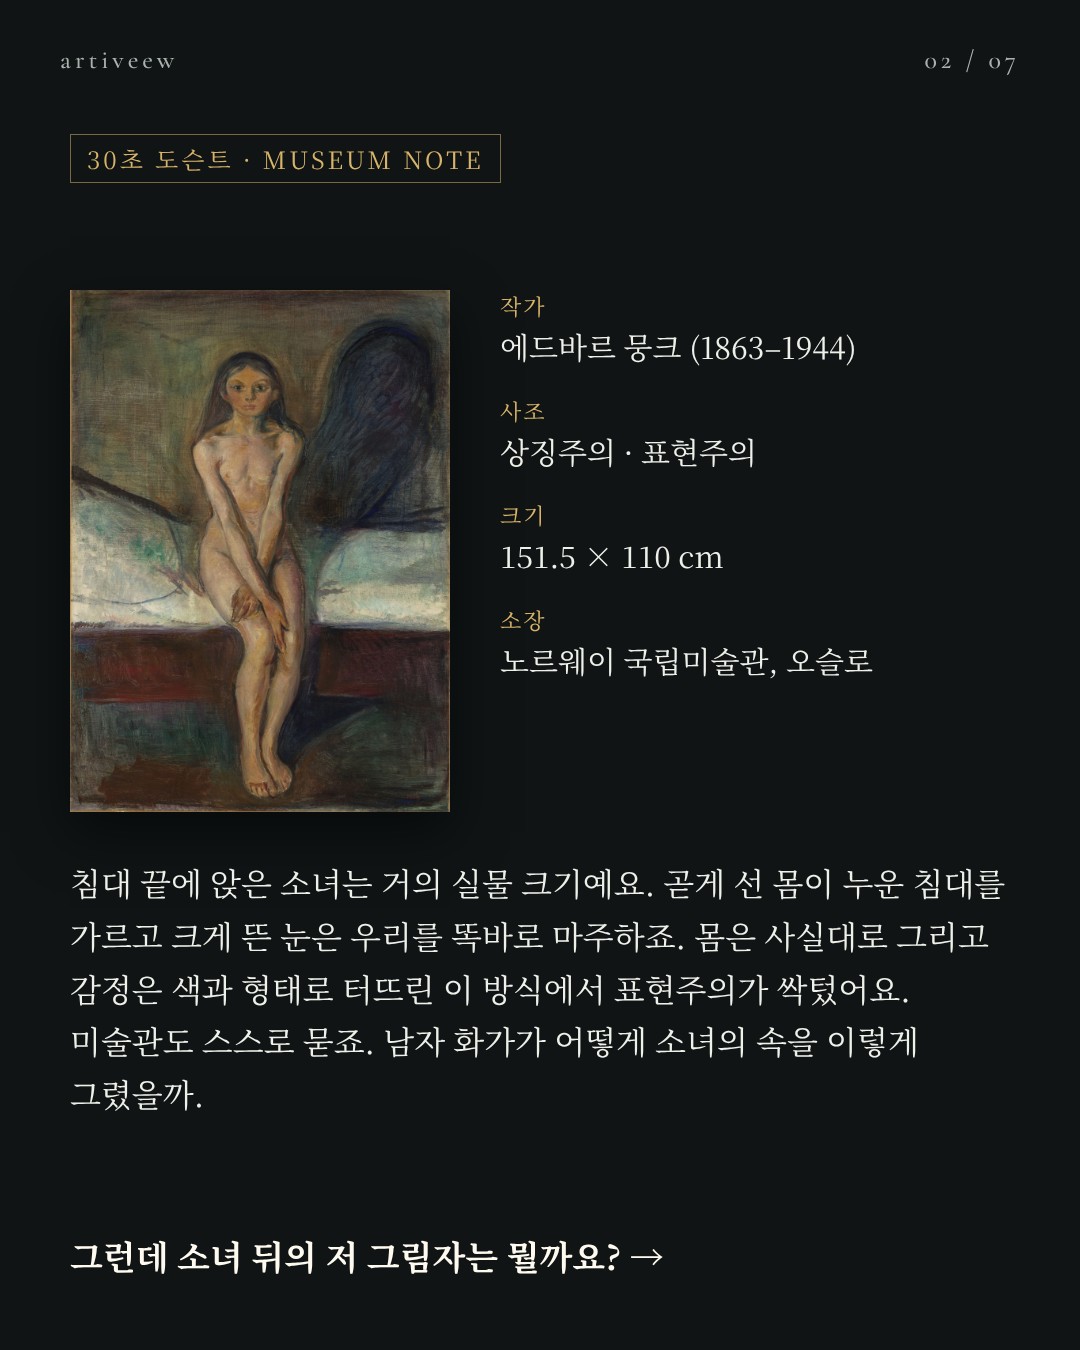 artiveew
02 / 07
30초 도슨트 · MUSEUM NOTE
작가
에드바르 뭉크 (1863–1944)
사조
상징주의 · 표현주의
크기
151.5 × 110 cm
소장
노르웨이 국립미술관, 오슬로
침대 끝에 앉은 소녀는 거의 실물 크기예요. 곧게 선 몸이 누운 침대를
가르고 크게 뜬 눈은 우리를 똑바로 마주하죠. 몸은 사실대로 그리고
감정은 색과 형태로 터뜨린 이 방식에서 표현주의가 싹텄어요.
미술관도 스스로 묻죠. 남자 화가가 어떻게 소녀의 속을 이렇게
그렸을까.
그런데 소녀 뒤의 저 그림자는 뭘까요? →